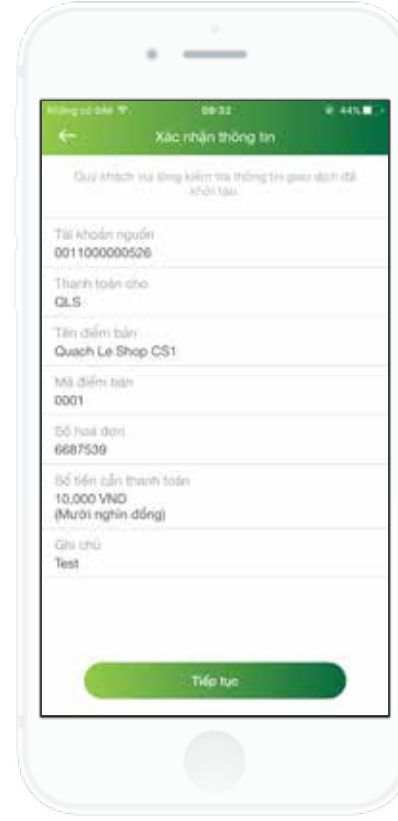 Không có SIM 09:32 44%
Xác nhận thông tin
Quý khách vui lòng kiểm tra thông tin giao dịch đã
khởi tạo.
Tài khoản nguồn
0011000000526
Thanh toán cho
QLS
Tên điểm bán
Quach Le Shop CS1
Mã điểm bán
0001
Số hoá đơn
6687539
Số tiền cần thanh toán
10,000 VND
(Mười nghìn đồng)
Ghi chú
Test
Tiếp tục